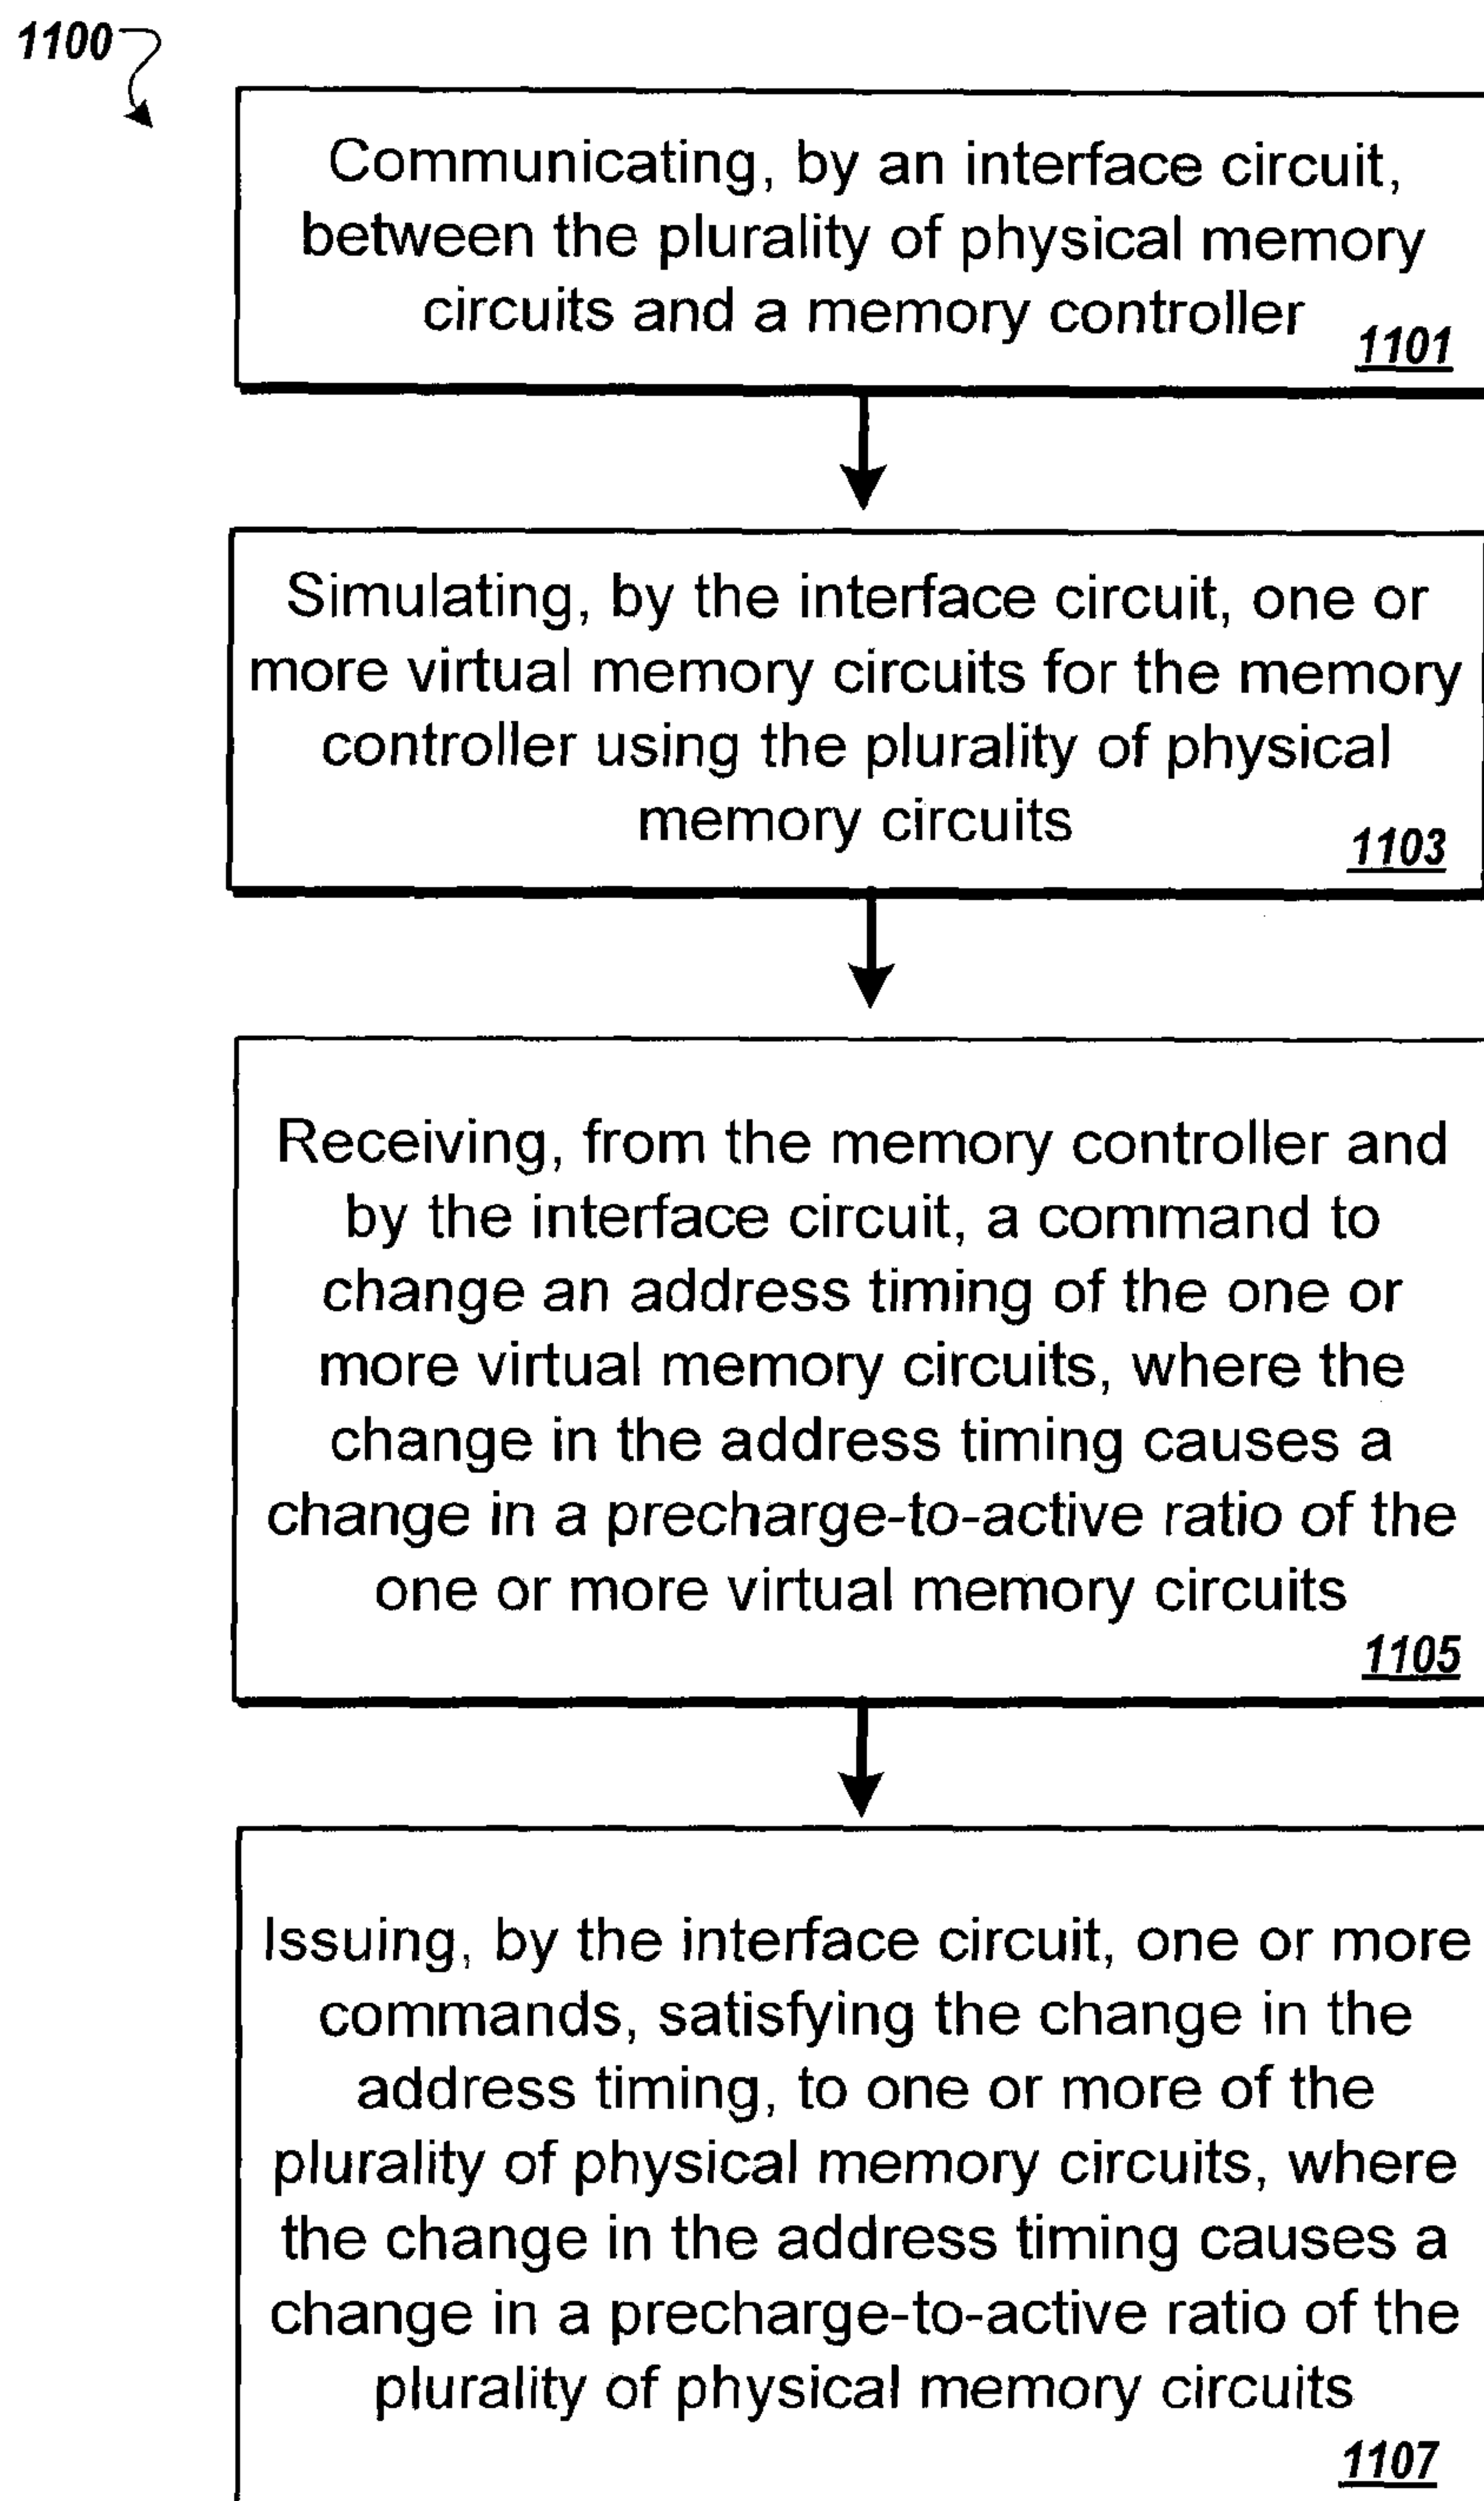 1100
Communicating, by an interface circuit,
between the plurality of physical memory
circuits and a memory controller
1101
Simulating, by the interface circuit, one or
more virtual memory circuits for the memory
controller using the plurality of physical
memory circuits
1103
Receiving, from the memory controller and
by the interface circuit, a command to
change an address timing of the one or
more virtual memory circuits, where the
change in the address timing causes a
change in a precharge-to-active ratio of the
one or more virtual memory circuits
1105
Issuing, by the interface circuit, one or more
commands, satisfying the change in the
address timing, to one or more of the
plurality of physical memory circuits, where
the change in the address timing causes a
change in a precharge-to-active ratio of the
plurality of physical memory circuits
1107